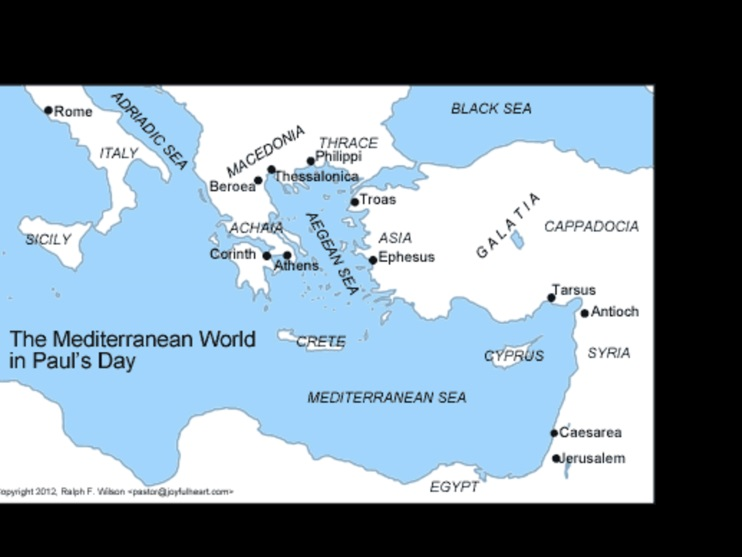 BLACK SEA
ADRIADIC SEA
Rome
MACEDONIA
THRACE
ITALY
Philippi
Thessalonica
Beroea
Troas
GALATIA
CAPPADOCIA
ACHAIA
AEGEAN SEA
ASIA
SICILY
Corinth
Athens
Ephesus
Tarsus
Antioch
The Mediterranean World
in Paul's Day
CRETE
CYPRUS
SYRIA
MEDITERRANEAN SEA
Caesarea
Jerusalem
EGYPT
opyright 2012, Ralph F. Wilson <pastor@joyfulheart.com>